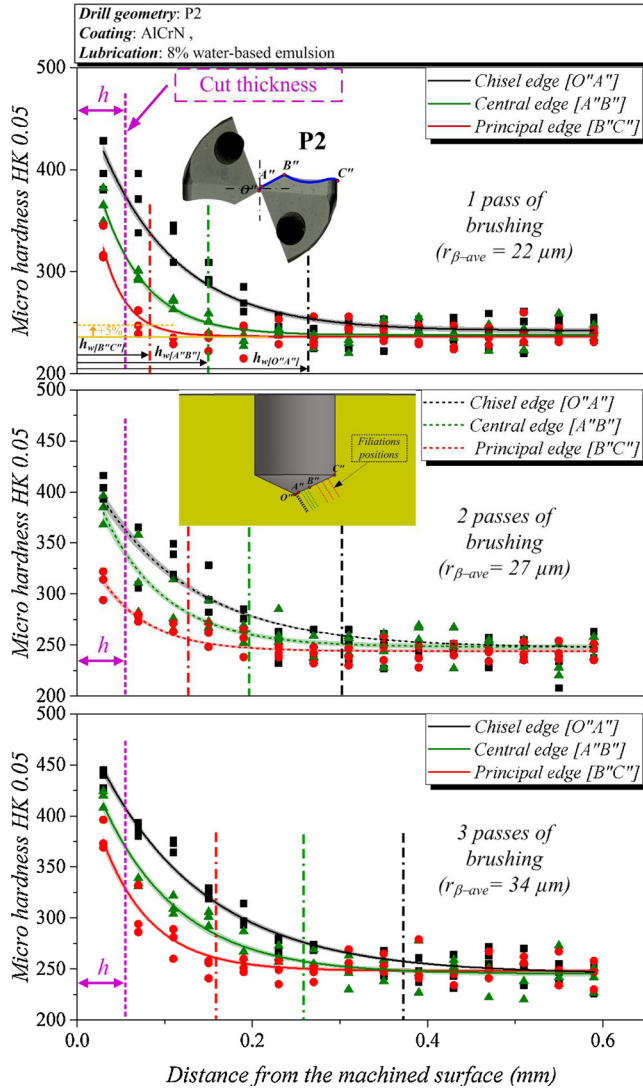 Drill geometry: P2
Coating: AlCrN ,
Lubrication: 8% water-based emulsion
500
h
Cut thickness
Chisel edge [O"A"]
Central edge [A"B"]
Principal edge [B"C"]
P2
A"
B"
C"
O"
400
1 pass of
brushing
(rβ–ave = 22 µm)
300
+5%
hw[B"C"]
hw[A"B"]
hw[O"A"]
200
Micro hardness HK 0.05
500
Chisel edge [O"A"]
Central edge [A"B"]
Principal edge [B"C"]
Filiations
positions
C"
B"
A"
O"
450
400
350
300
250
200
2 passes of
brushing
(rβ–ave = 27 µm)
h
Micro hardness HK 0.05
Chisel edge [O"A"]
Central edge [A"B"]
Principal edge [B"C"]
450
400
350
300
250
200
3 passes of
brushing
(rβ–ave = 34 µm)
h
Micro hardness HK 0.05
0.0 0.2 0.4 0.6
Distance from the machined surface (mm)